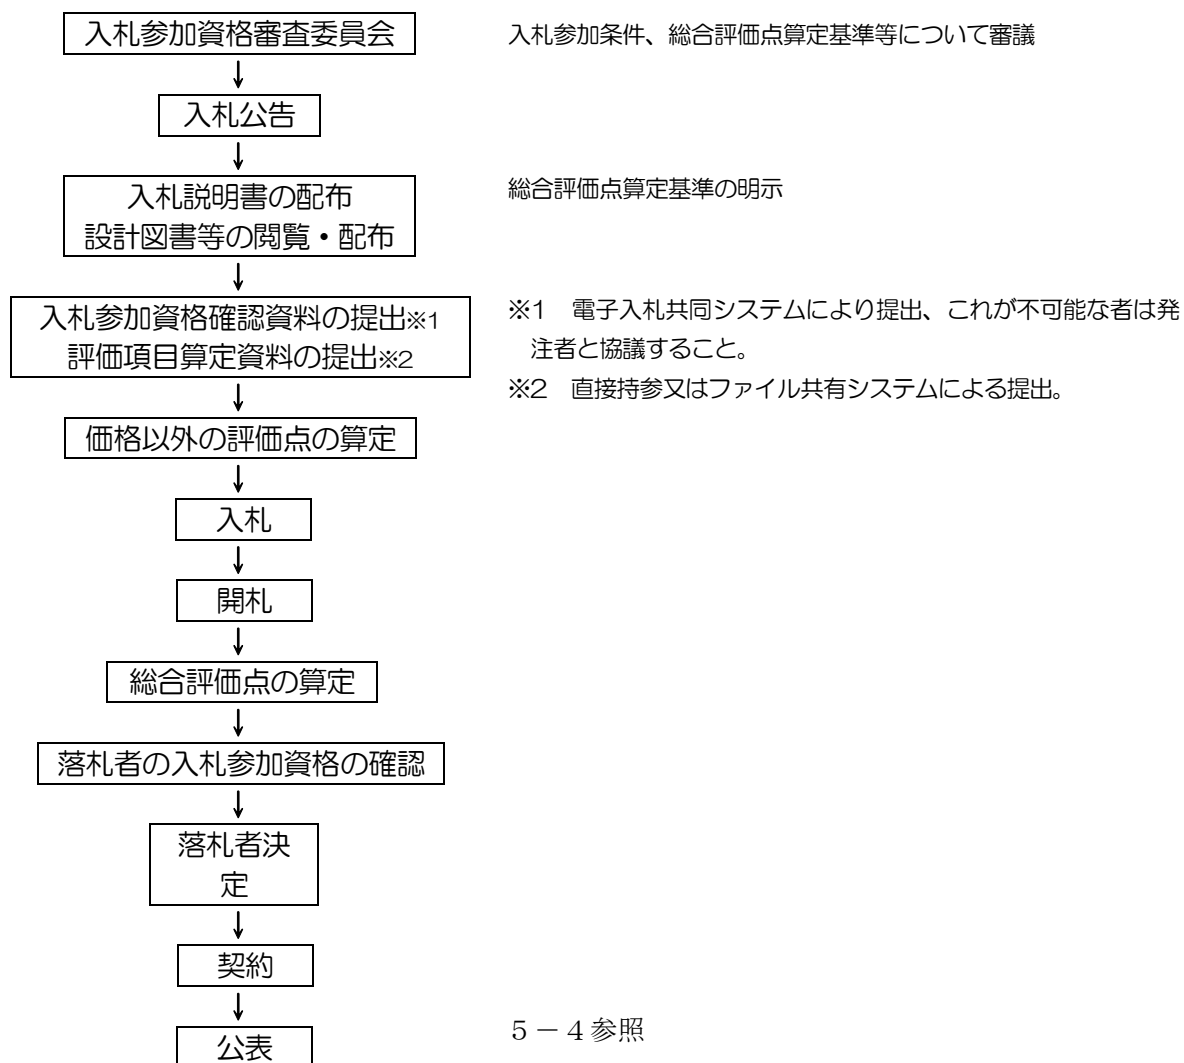 入札参加資格審査委員会
入札参加条件、総合評価点算定基準等について審議
↓
入札公告
↓
入札説明書の配布
設計図書等の閲覧・配布
総合評価点算定基準の明示
↓
入札参加資格確認資料の提出※1
評価項目算定資料の提出※2
※1　電子入札共同システムにより提出、これが不可能な者は発
注者と協議すること。
※2　直接持参又はファイル共有システムによる提出。
↓
価格以外の評価点の算定
↓
入札
↓
開札
↓
総合評価点の算定
↓
落札者の入札参加資格の確認
↓
落札者決
定
↓
契約
↓
公表
５－４参照